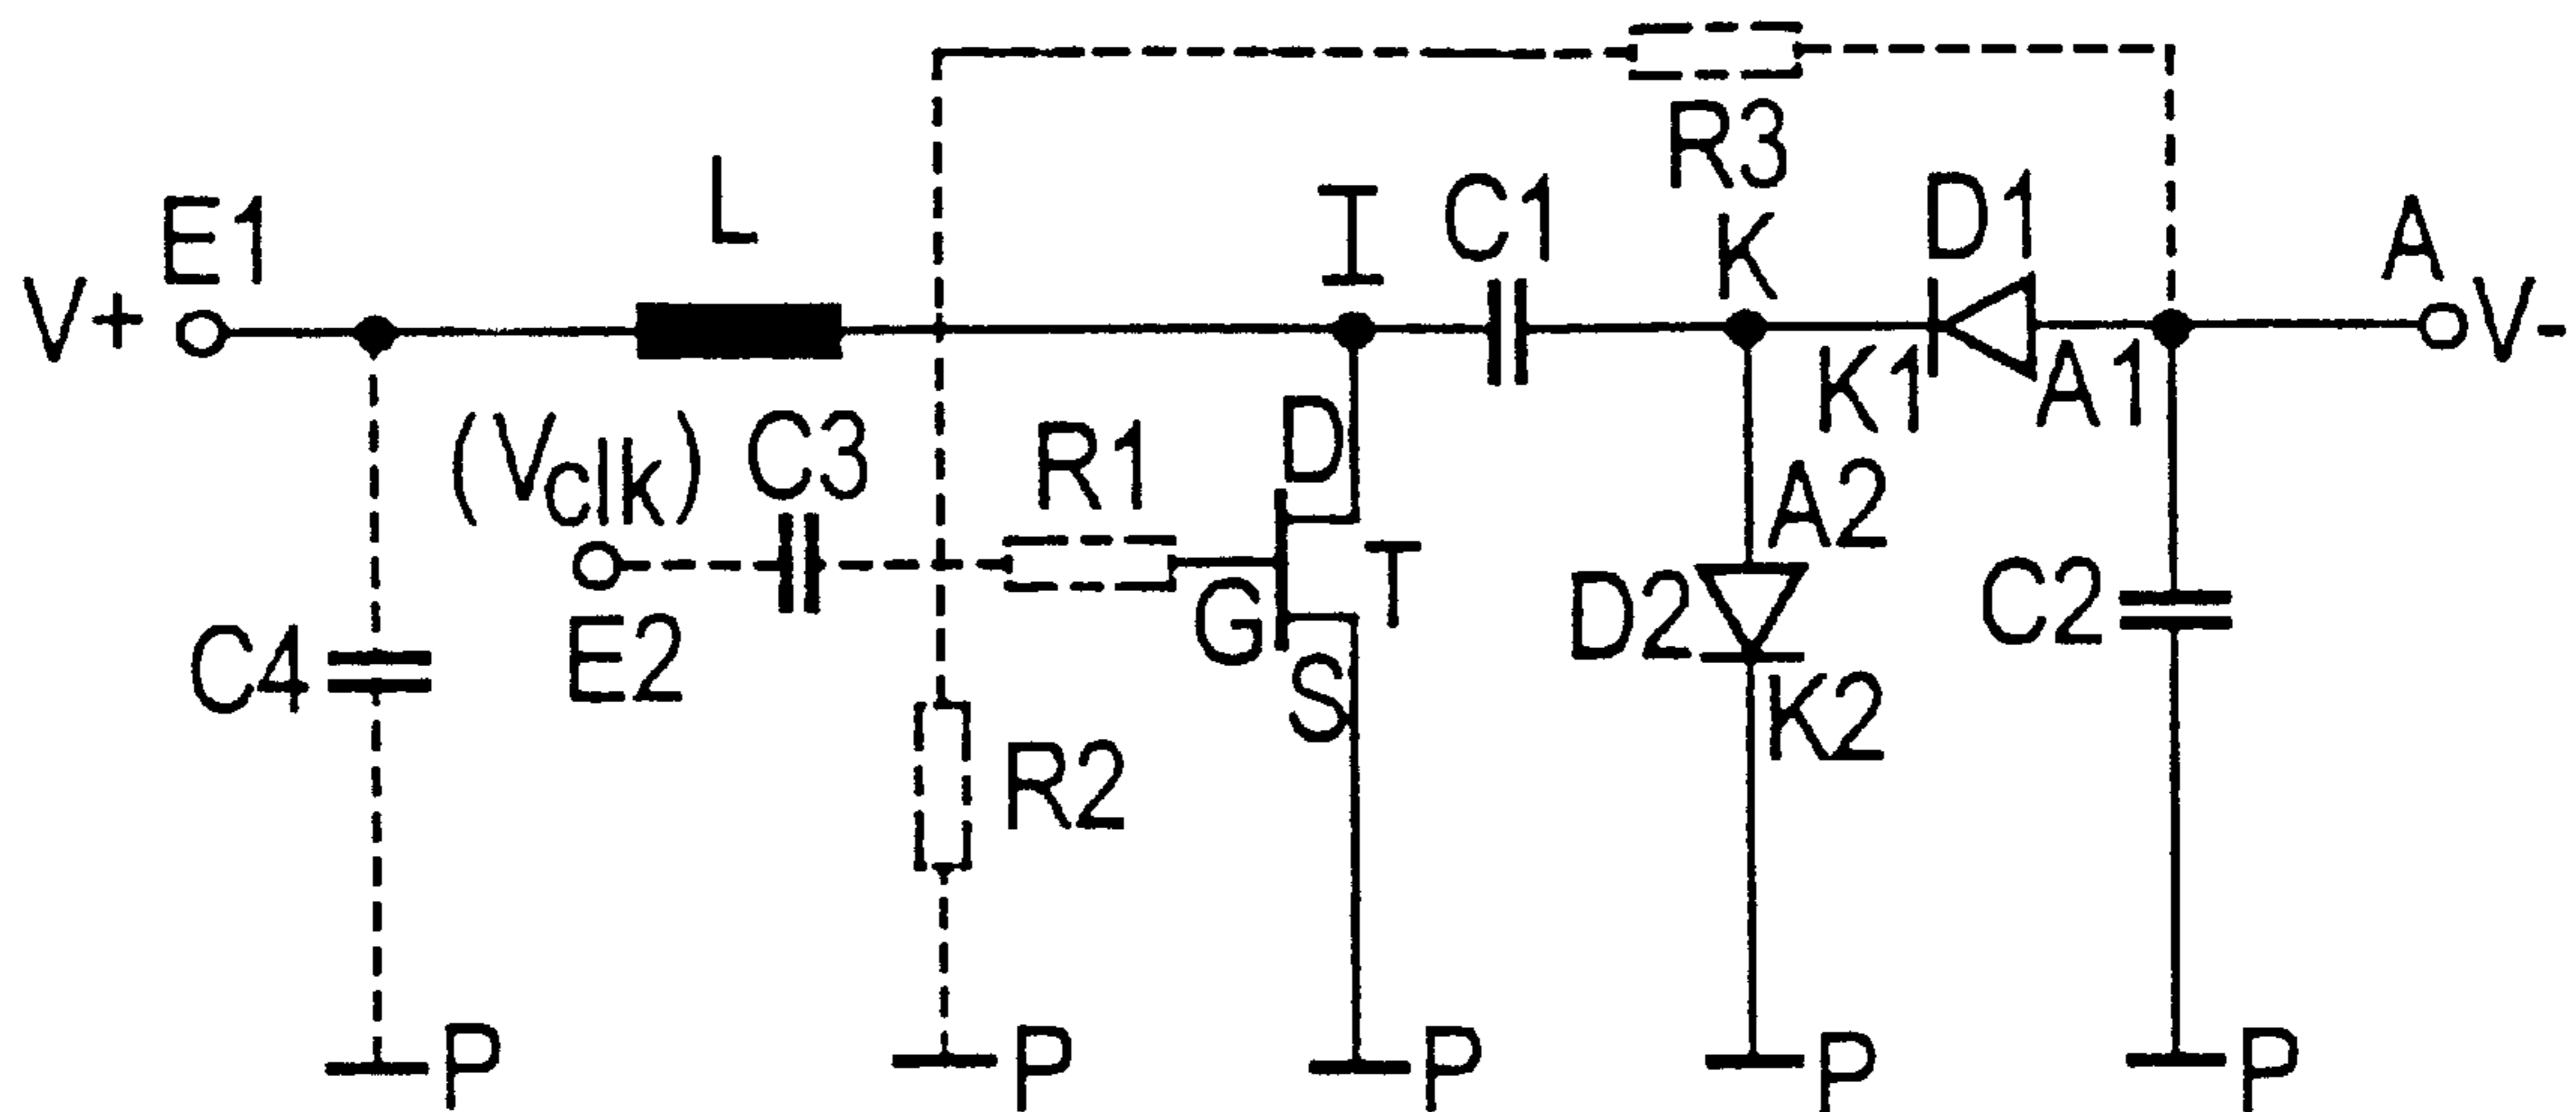 R3
E1
L
I
C1
K
D1
A
V+
V-
K1
A1
(Vclk)
C3
R1
D
A2
T
G
D2
C2
E2
C4
S
K2
R2
P
P
P
P
P